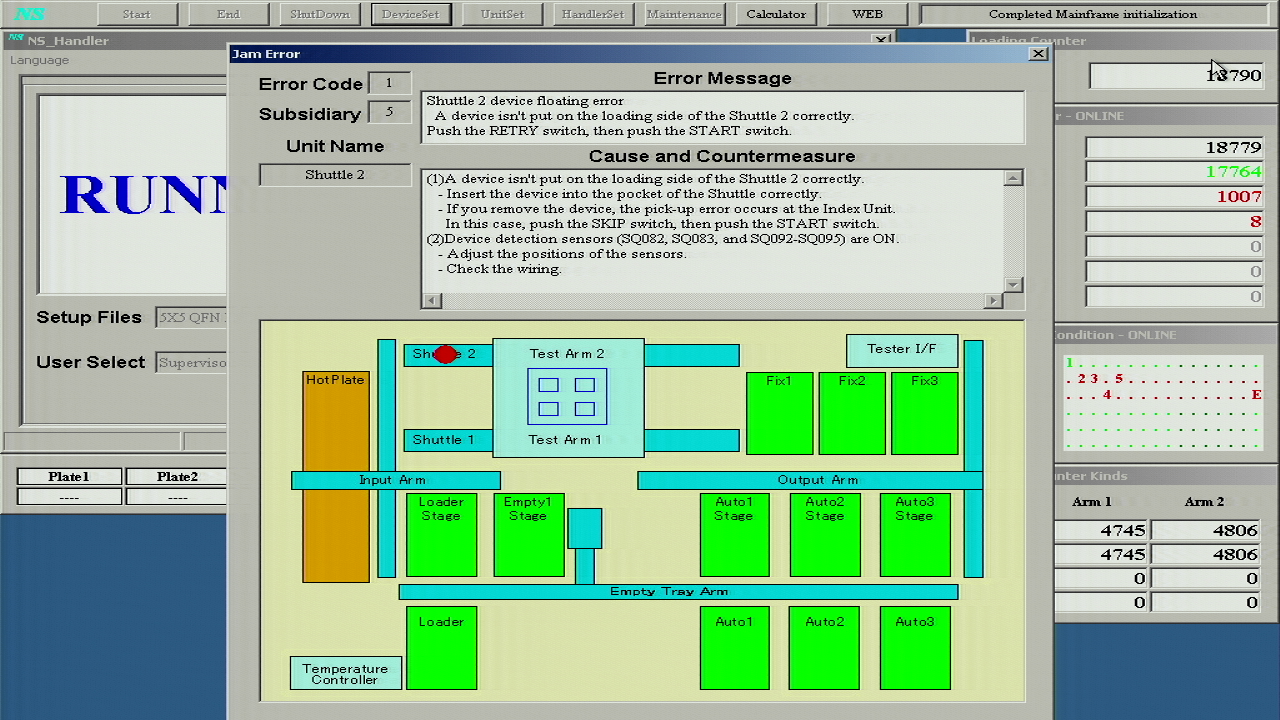 NS
Start
End
ShutDown
DeviceSet
UnitSet
HandlerSet
Maintenance
Calculator
WEB
Completed Mainframe initialization
NS NS_Handler
Language
RUNN
Setup Files
5X5 QFN
User Select
Superviso
Plate1
Plate2
----
----
Jam Error
Error Code
1
Subsidiary
5
Unit Name
Shuttle 2
Error Message
Shuttle 2 device floating error
A device isn't put on the loading side of the Shuttle 2 correctly.
Push the RETRY switch, then push the START switch.
Cause and Countermeasure
(1)A device isn't put on the loading side of the Shuttle 2 correctly.
- Insert the device into the pocket of the Shuttle correctly.
- If you remove the device, the pick-up error occurs at the Index Unit.
In this case, push the SKIP switch, then push the START switch.
(2)Device detection sensors (SQ082, SQ083, and SQ092-SQ095) are ON.
- Adjust the positions of the sensors.
- Check the wiring.
Shuttle 2
Test Arm 2
Tester I/F
HotPlate
Fix1
Fix2
Fix3
Shuttle 1
Test Arm 1
Input Arm
Output Arm
Loader
Stage
Empty1
Stage
Auto1
Stage
Auto2
Stage
Auto3
Stage
Empty Tray Arm
Loader
Auto1
Auto2
Auto3
Temperature
Controller
Loading Counter
18790
r - ONLINE
18779
17764
1007
8
0
0
0
ondition - ONLINE
1 . . . . . . . . . . . . . . .
. 2 3 . 5 . . . . . . . . . . .
. . . 4 . . . . . . . . . . . E
unter Kinds
Arm 1
Arm 2
4745
4806
4745
4806
0
0
0
0